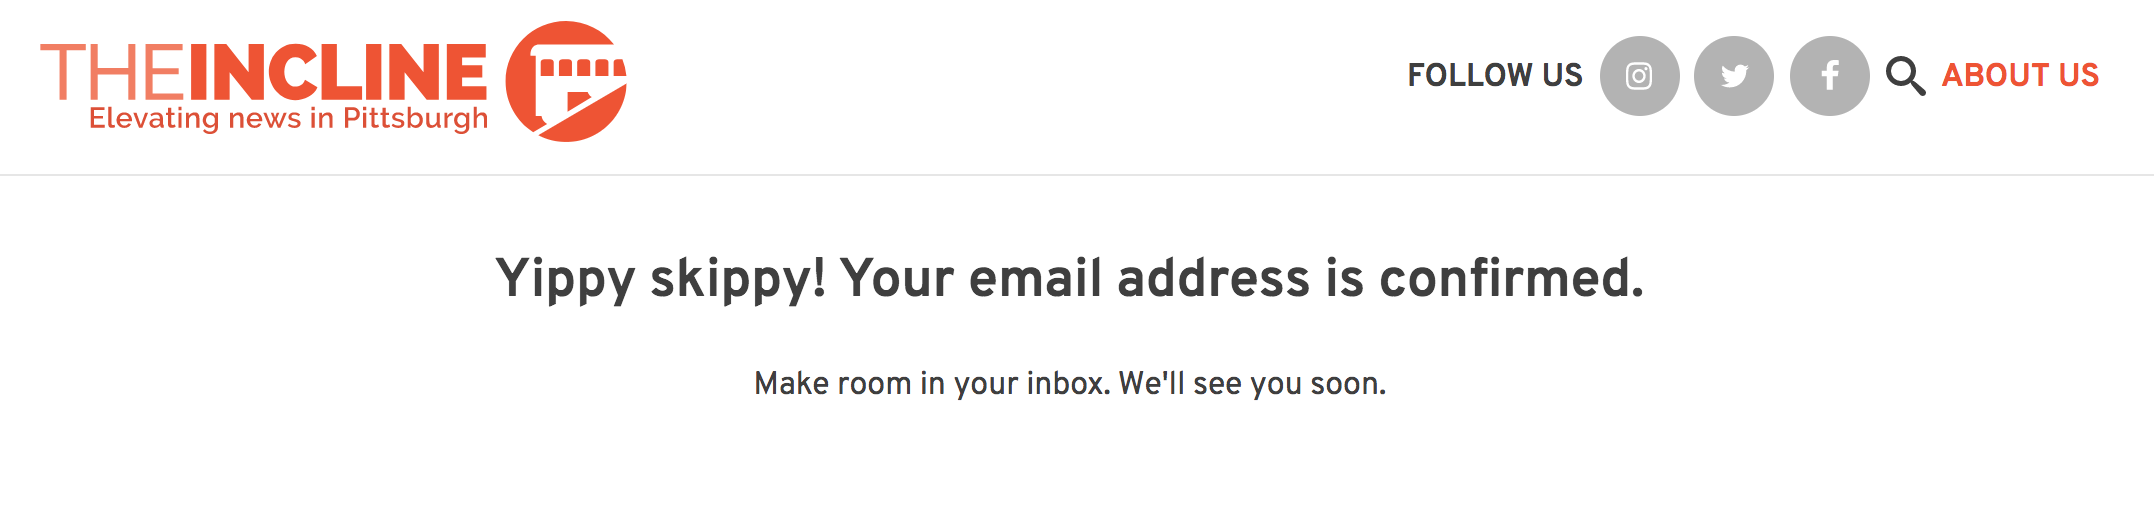 THEINCLINE
Elevating news in Pittsburgh
FOLLOW US
ABOUT US
Yippy skippy! Your email address is confirmed.
Make room in your inbox. We'll see you soon.